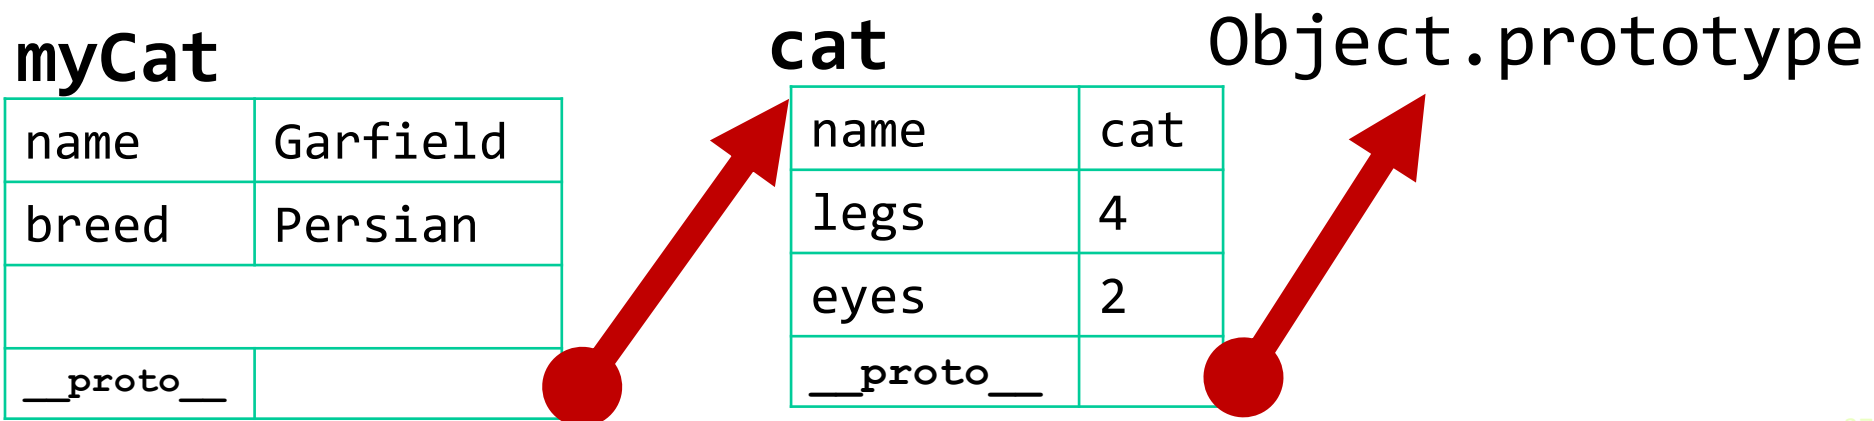 myCat
name Garfield
breed Persian
__proto__
cat
name cat
legs 4
eyes 2
__proto__
Object.prototype